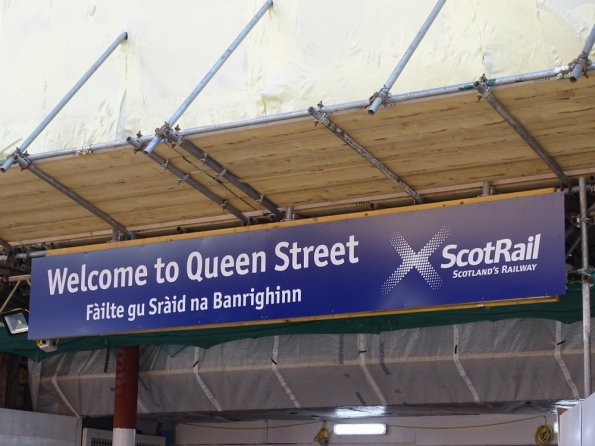 Welcome to Queen Street
Fàilte gu Sràid na Banrighinn
ScotRail
SCOTLAND'S RAILWAY